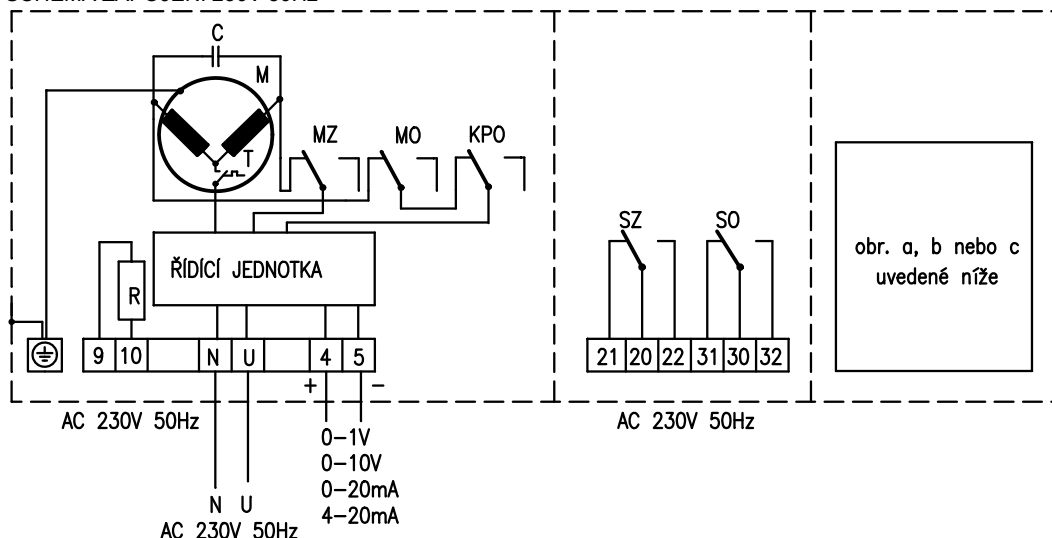 C
M
T
MZ
MO
KPO
ŘÍDÍCÍ JEDNOTKA
R
9 10 N U 4 5
+ −
AC 230V 50Hz
0−1V
0−10V
0−20mA
4−20mA
N U
AC 230V 50Hz
SZ
SO
21 20 22 31 30 32
AC 230V 50Hz
obr. a, b nebo c
uvedené níže